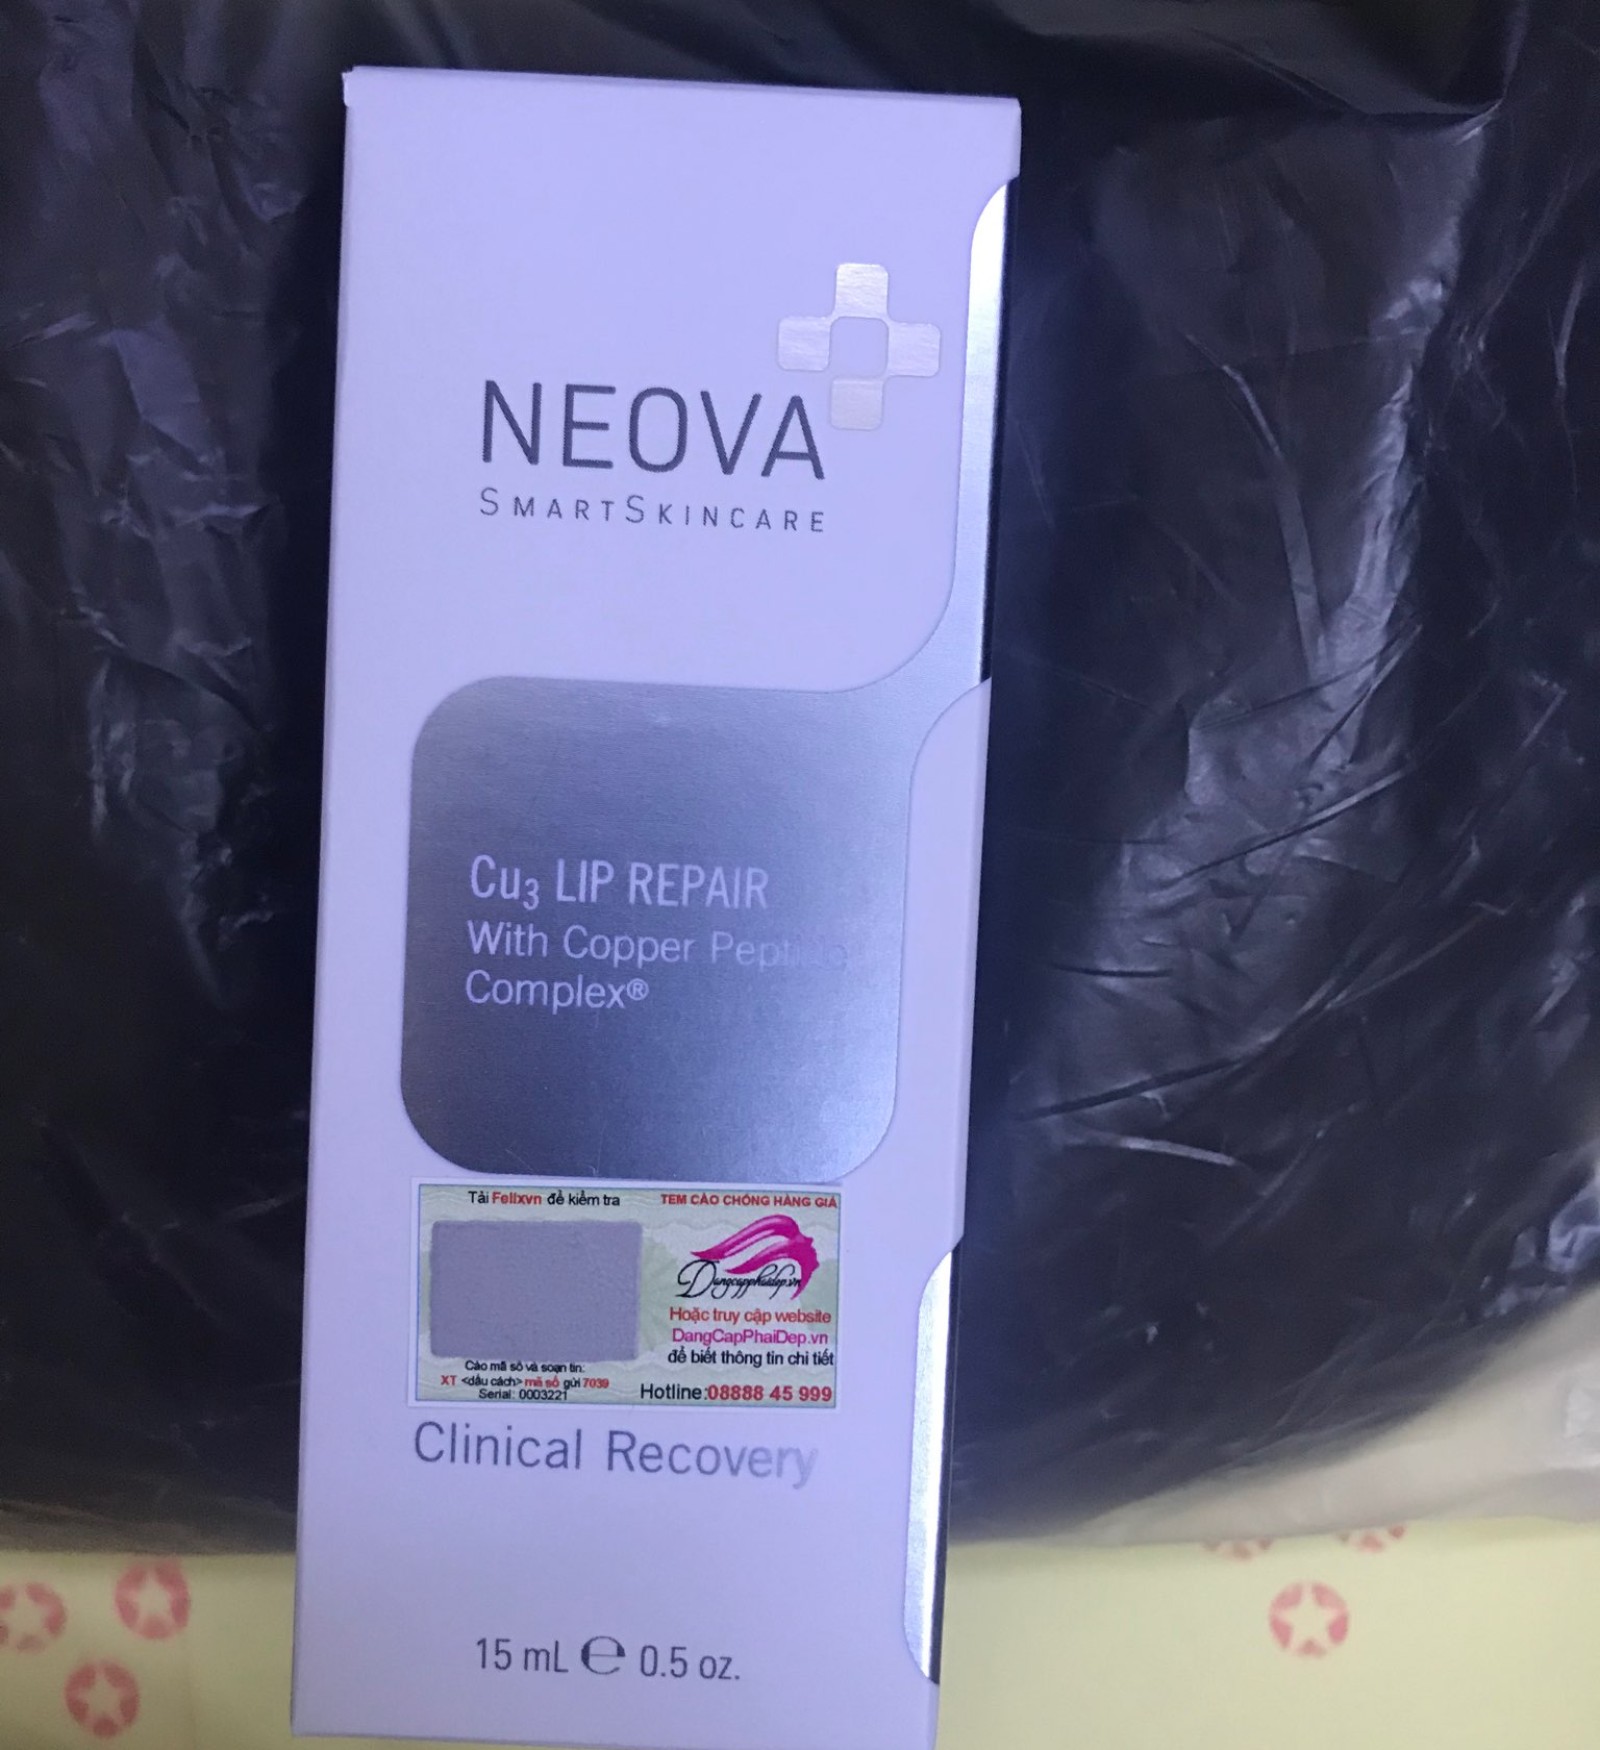 NEOVA
SMARTSKINCARE
Cu3 LIP REPAIR
With Copper Peptide
Complex®
Tải Felixvn để kiểm tra
TEM CÀO CHỐNG HÀNG GIẢ
Dangcapphaidep.vn
Hoặc truy cập website
DangCapPhaiDep.vn
để biết thông tin chi tiết
Cào mã số và soạn tin:
XT <dấu cách> mã số gửi 7039
Serial: 0003221
Hotline:08888 45 999
Clinical Recovery
15 mL ℮ 0.5 oz.